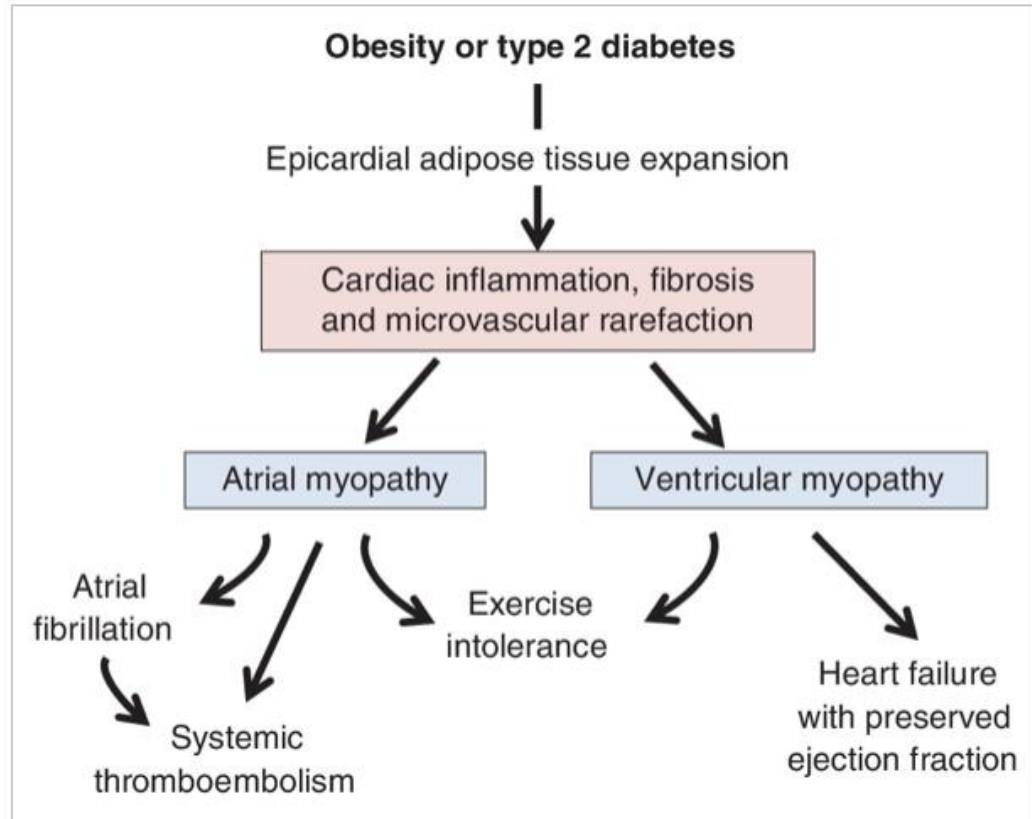 Obesity or type 2 diabetes
Epicardial adipose tissue expansion
Cardiac inflammation, fibrosis
and microvascular rarefaction
Atrial myopathy
Ventricular myopathy
Atrial
fibrillation
Exercise
intolerance
Systemic
thromboembolism
Heart failure
with preserved
ejection fraction